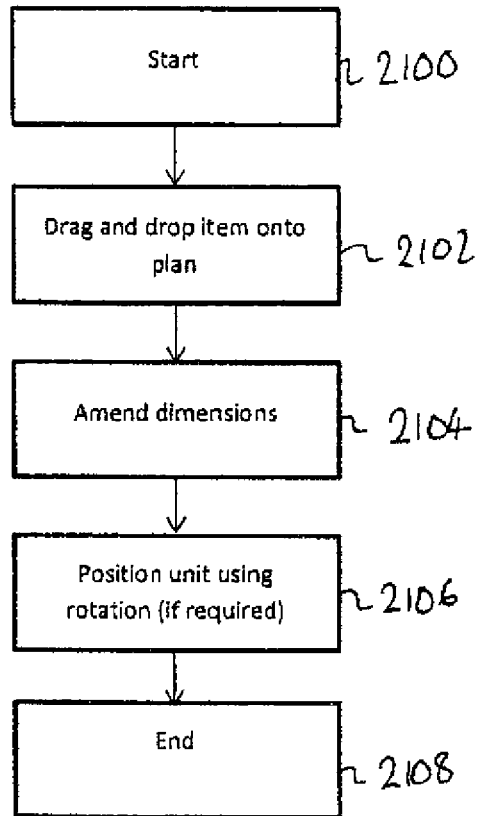 Start
2100
Drag and drop item onto
plan
2102
Amend dimensions
2104
Position unit using
rotation (if required)
2106
End
2108